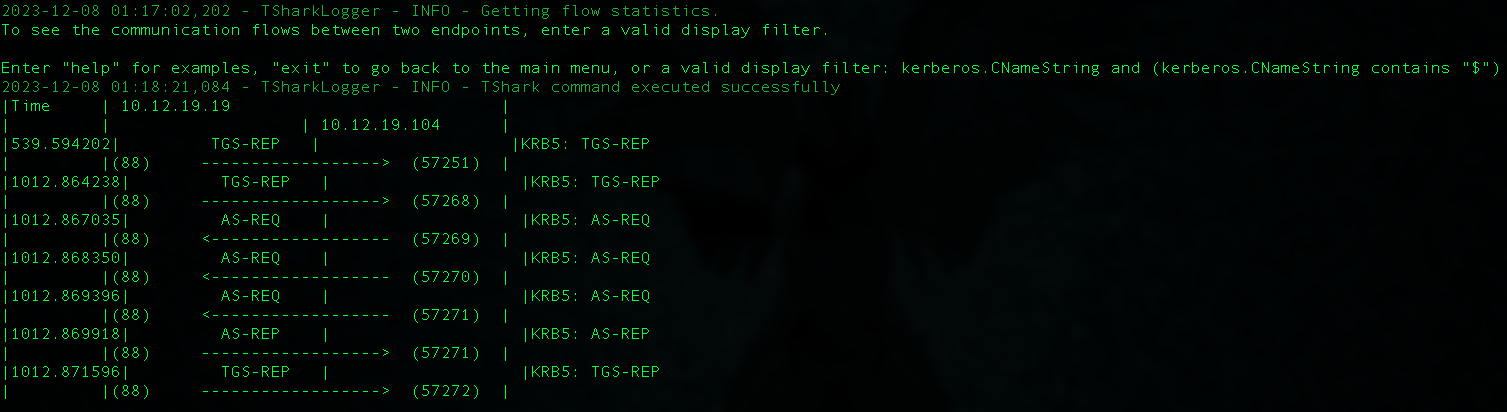 2023-12-08 01:17:02,202 - TSharkLogger - INFO - Getting flow statistics.
To see the communication flows between two endpoints, enter a valid display filter.
Enter "help" for examples, "exit" to go back to the main menu, or a valid display filter: kerberos.CNameString and (kerberos.CNameString contains "$")
2023-12-08 01:18:21,084 - TSharkLogger - INFO - TShark command executed successfully
|Time     | 10.12.19.19                           |
|         |                   | 10.12.19.104      |
|539.594202|         TGS-REP   |                   |KRB5: TGS-REP
|         |(88)     ------------------>  (57251)  |
|1012.864238|         TGS-REP   |                   |KRB5: TGS-REP
|         |(88)     ------------------>  (57268)  |
|1012.867035|         AS-REQ    |                   |KRB5: AS-REQ
|         |(88)     <------------------  (57269)  |
|1012.868350|         AS-REQ    |                   |KRB5: AS-REQ
|         |(88)     <------------------  (57270)  |
|1012.869396|         AS-REQ    |                   |KRB5: AS-REQ
|         |(88)     <------------------  (57271)  |
|1012.869918|         AS-REP    |                   |KRB5: AS-REP
|         |(88)     ------------------>  (57271)  |
|1012.871596|         TGS-REP   |                   |KRB5: TGS-REP
|         |(88)     ------------------>  (57272)  |